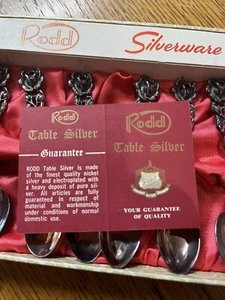 Rodd Silverware
Rodd
Table Silver
Guarantee
RODD Table Silver is made
of the finest quality nickel
silver and electroplated with
a heavy deposit of pure sil-
ver. All articles are fully
guaranteed in respect of
material and workmanship
under conditions of normal
domestic use.
Rodd
Table Silver
YOUR GUARANTEE
OF QUALITY